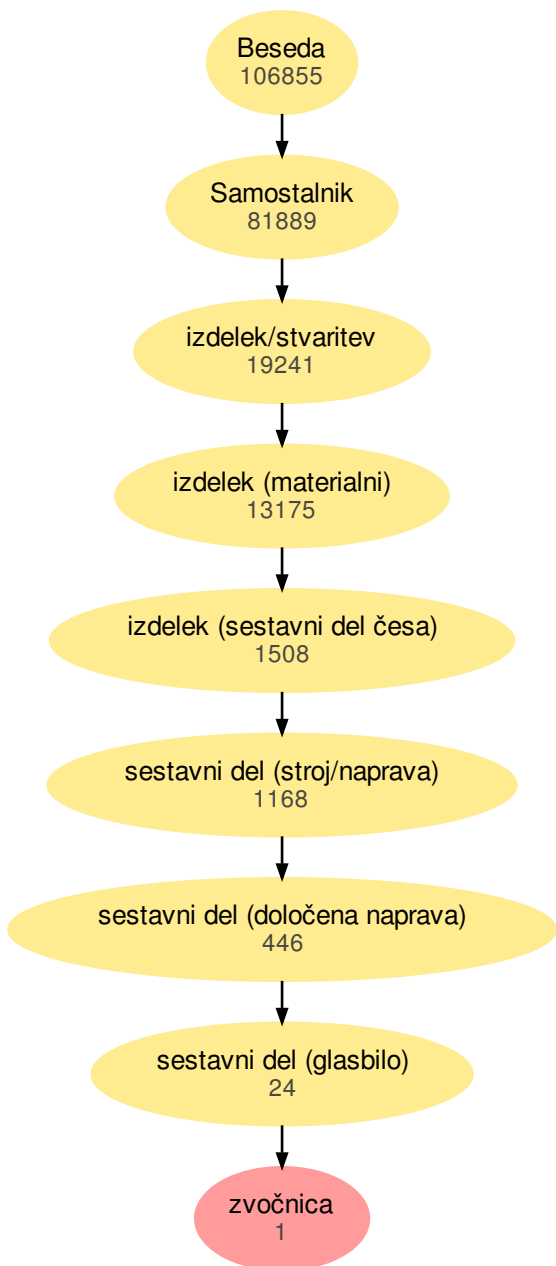 Beseda
106855
Samostalnik
81889
izdelek/stvaritev
19241
izdelek (materialni)
13175
izdelek (sestavni del česa)
1508
sestavni del (stroj/naprava)
1168
sestavni del (določena naprava)
446
sestavni del (glasbilo)
24
zvočnica
1